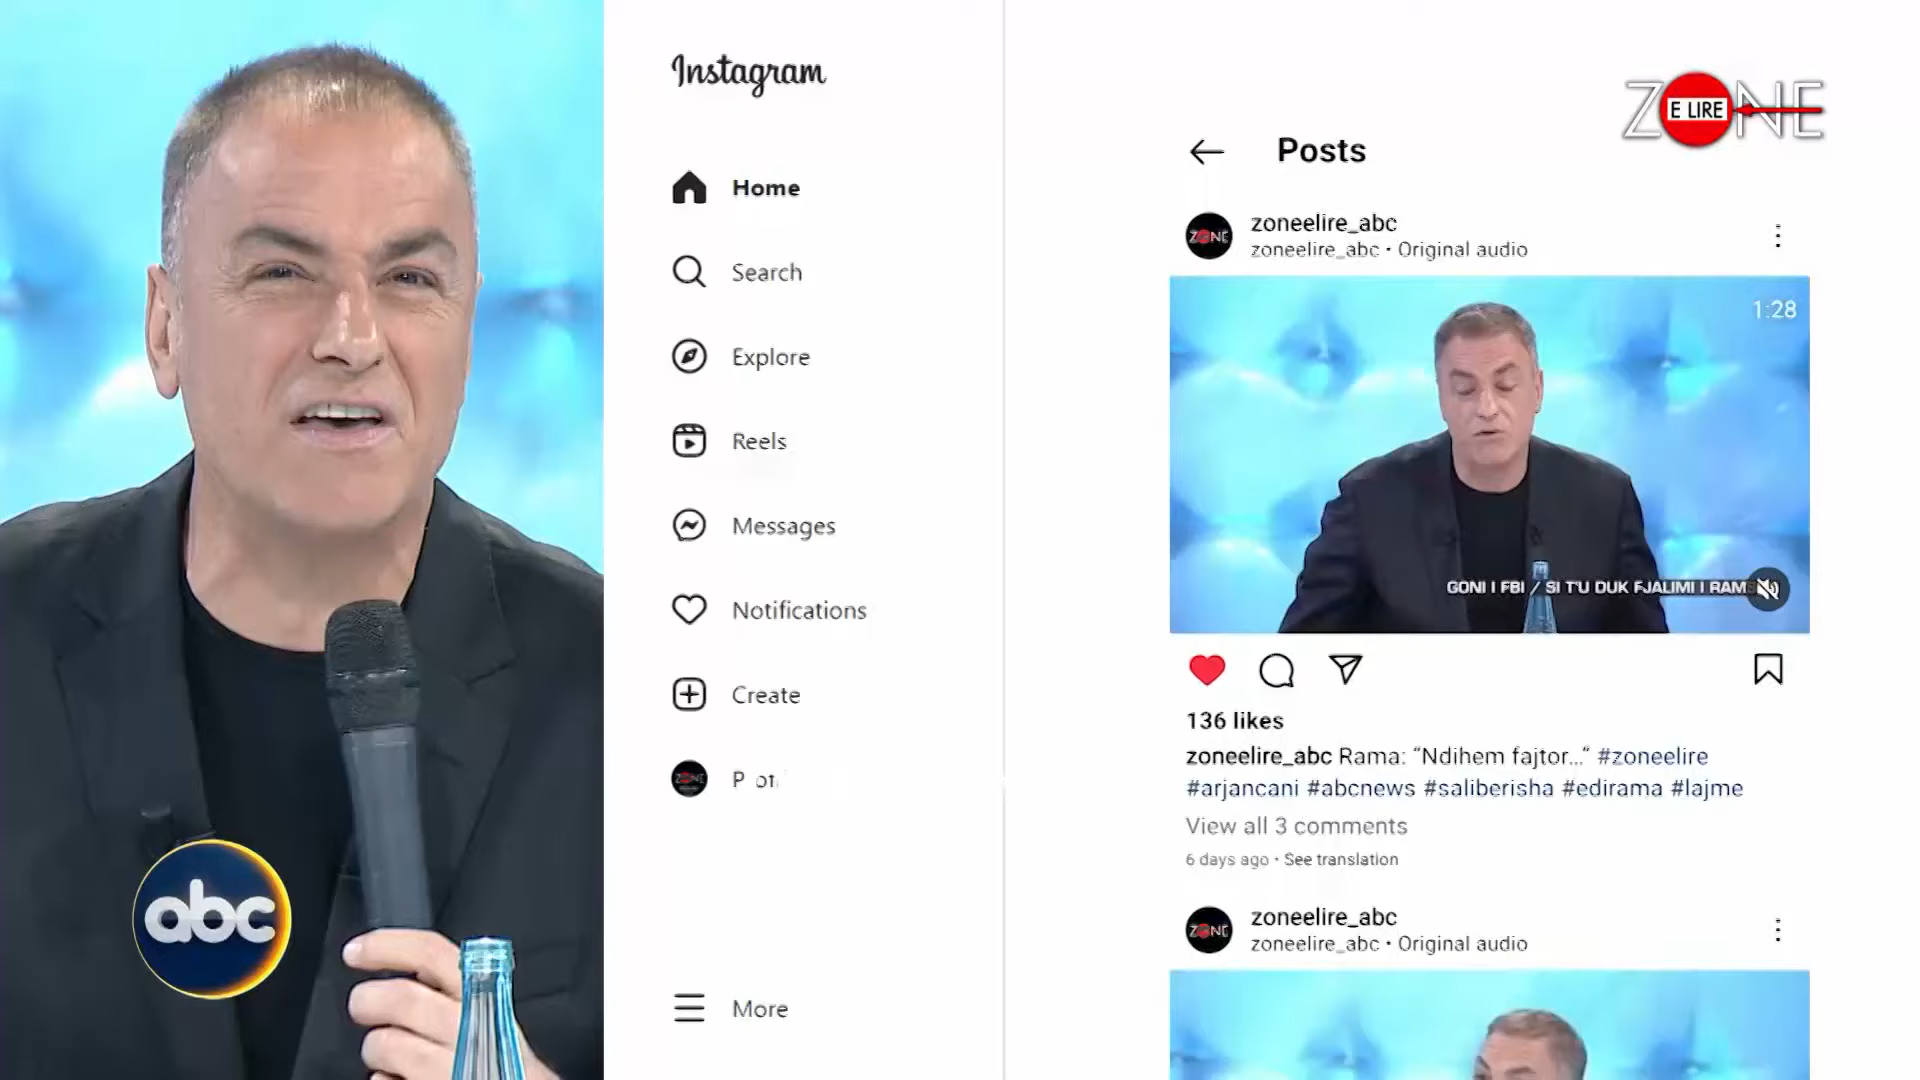 Instagram
Home
Search
Explore
Reels
Messages
Notifications
Create
More
abc
ZONE
E LIRE
Posts
zoneelire_abc
zoneelire_abc • Original audio
1:28
GONI I FBI / SI T'U DUK FJALIMI I RAM
136 likes
zoneelire_abc Rama: “Ndihem fajtor...“ #zoneelire
#arjancani #abcnews #saliberisha #edirama #lajme
View all 3 comments
6 days ago • See translation
zoneelire_abc
zoneelire_abc • Original audio